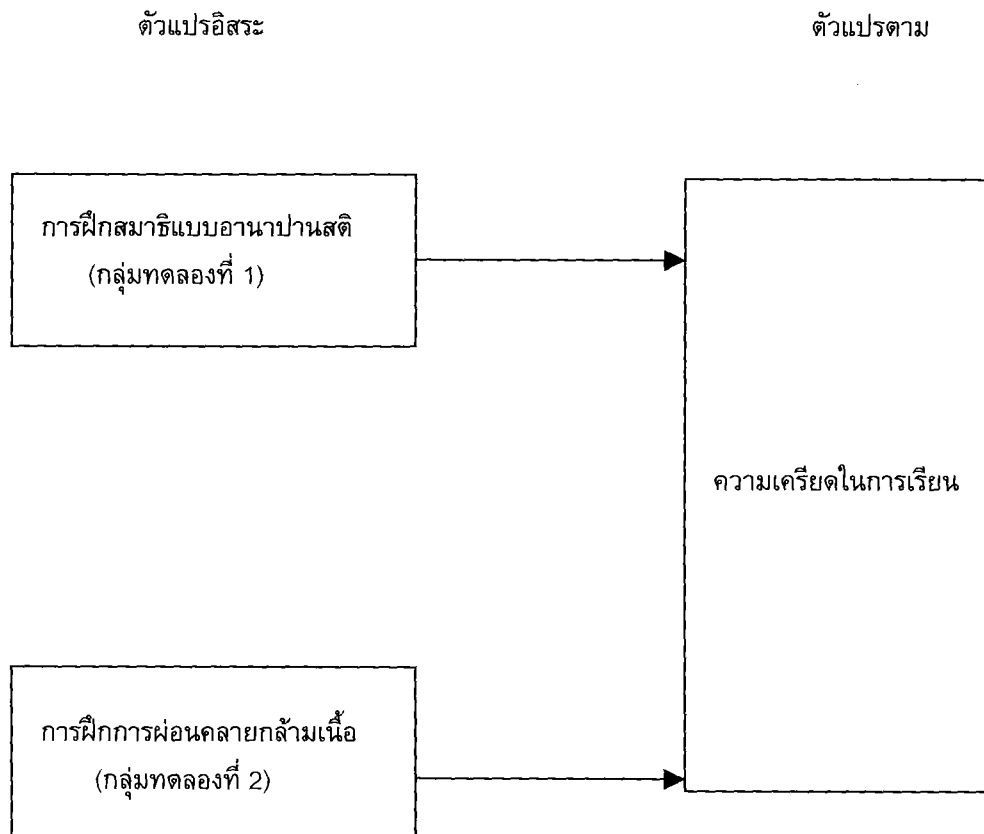 ตัวแปรอิสระ
ตัวแปรตาม
การฝึกสมาธิแบบอานาปานสติ
(กลุ่มทดลองที่ 1)
ความเครียดในการเรียน
การฝึกการผ่อนคลายกล้ามเนื้อ
(กลุ่มทดลองที่ 2)